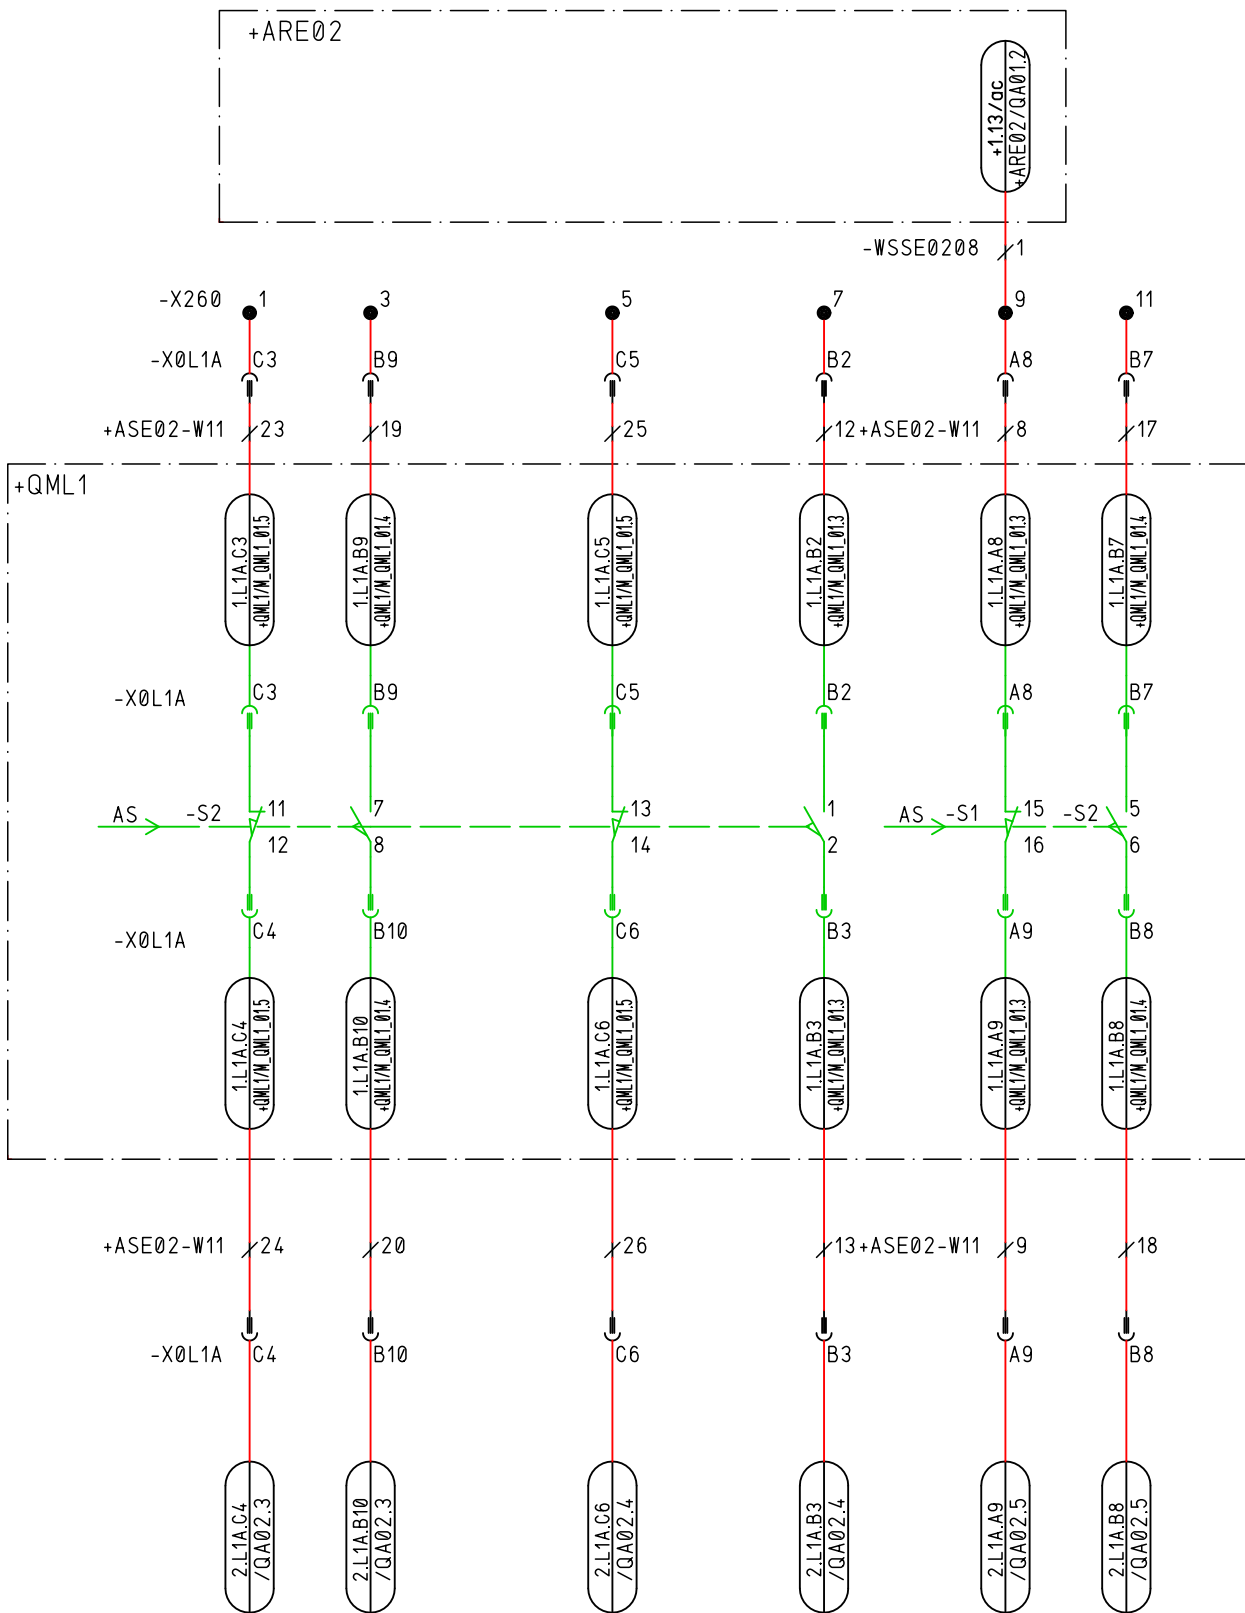 +ARE02
+1.13/ac
+ARE02/QA01.2
-WSSE0208 1
-X260 1 3 5 7 9 11
-X0L1A C3 B9 C5 B2 A8 B7
+ASE02-W11 23 19 25 12 +ASE02-W11 8 17
+QML1
1.L1A.C3
+QML1/M_QML1_01.5
1.L1A.B9
+QML1/M_QML1_01.4
1.L1A.C5
+QML1/M_QML1_01.5
1.L1A.B2
+QML1/M_QML1_01.3
1.L1A.A8
+QML1/M_QML1_01.3
1.L1A.B7
+QML1/M_QML1_01.4
-X0L1A C3 B9 C5 B2 A8 B7
AS -S2 11 7 13 1 AS -S1 15 -S2 5
12 8 14 2 16 6
-X0L1A C4 B10 C6 B3 A9 B8
1.L1A.C4
+QML1/M_QML1_01.5
1.L1A.B10
+QML1/M_QML1_01.4
1.L1A.C6
+QML1/M_QML1_01.5
1.L1A.B3
+QML1/M_QML1_01.3
1.L1A.A9
+QML1/M_QML1_01.3
1.L1A.B8
+QML1/M_QML1_01.4
+ASE02-W11 24 20 26 13 +ASE02-W11 9 18
-X0L1A C4 B10 C6 B3 A9 B8
2.L1A.C4
/QA02.3
2.L1A.B10
/QA02.3
2.L1A.C6
/QA02.4
2.L1A.B3
/QA02.4
2.L1A.A9
/QA02.5
2.L1A.B8
/QA02.5